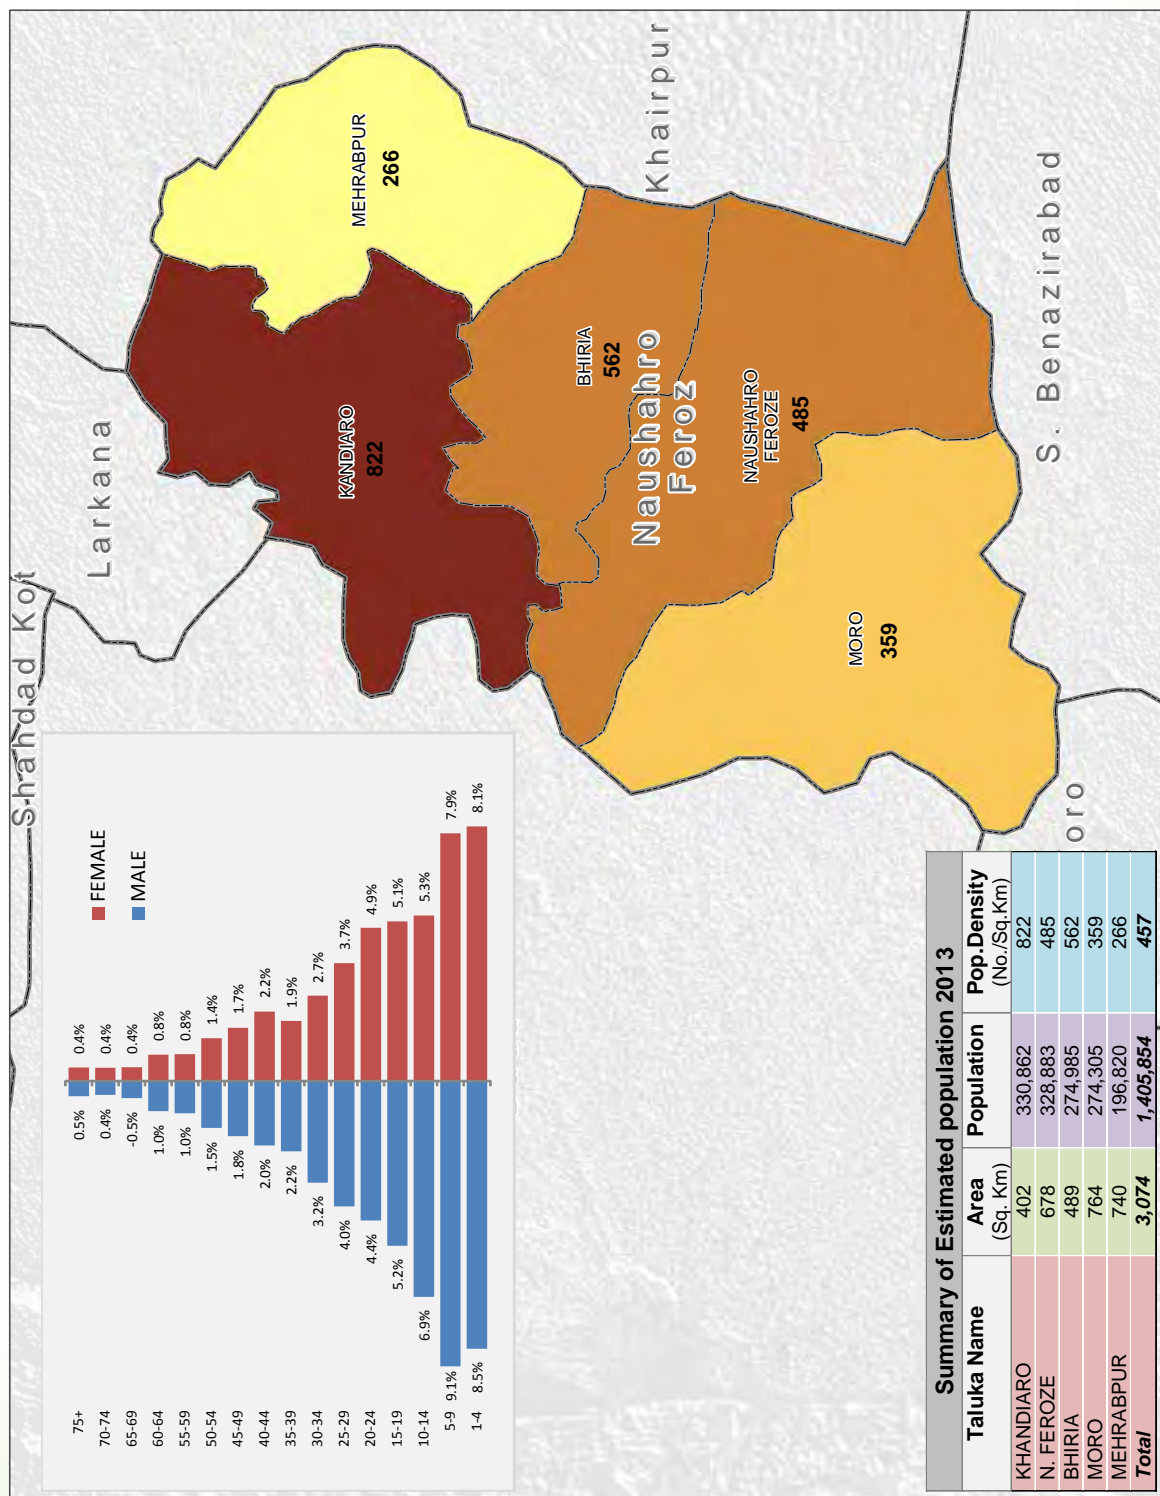 Shahdad Kot
Larkana
Khairpur
S. Benazirabad
oro
MEHRABPUR
266
KANDIARO
822
BHIRIA
562
Naushahro
Feroz
NAUSHAHRO
FEROZE
485
MORO
359
FEMALE
MALE
75+ 0.5% 0.4%
70-74 0.4% 0.4%
65-69 -0.5% 0.4%
60-64 1.0% 0.8%
55-59 1.0% 0.8%
50-54 1.5% 1.4%
45-49 1.8% 1.7%
40-44 2.0% 2.2%
35-39 2.2% 1.9%
30-34 3.2% 2.7%
25-29 4.0% 3.7%
20-24 4.4% 4.9%
15-19 5.2% 5.1%
10-14 6.9% 5.3%
5-9 9.1% 7.9%
1-4 8.5% 8.1%
Summary of Estimated population 2013
Taluka Name Area (Sq. Km) Population Pop.Density (No./Sq.Km)
KHANDIARO 402 330,862 822
N. FEROZE 678 328,883 485
BHIRIA 489 274,985 562
MORO 764 274,305 359
MEHRABPUR 740 196,820 266
Total 3,074 1,405,854 457